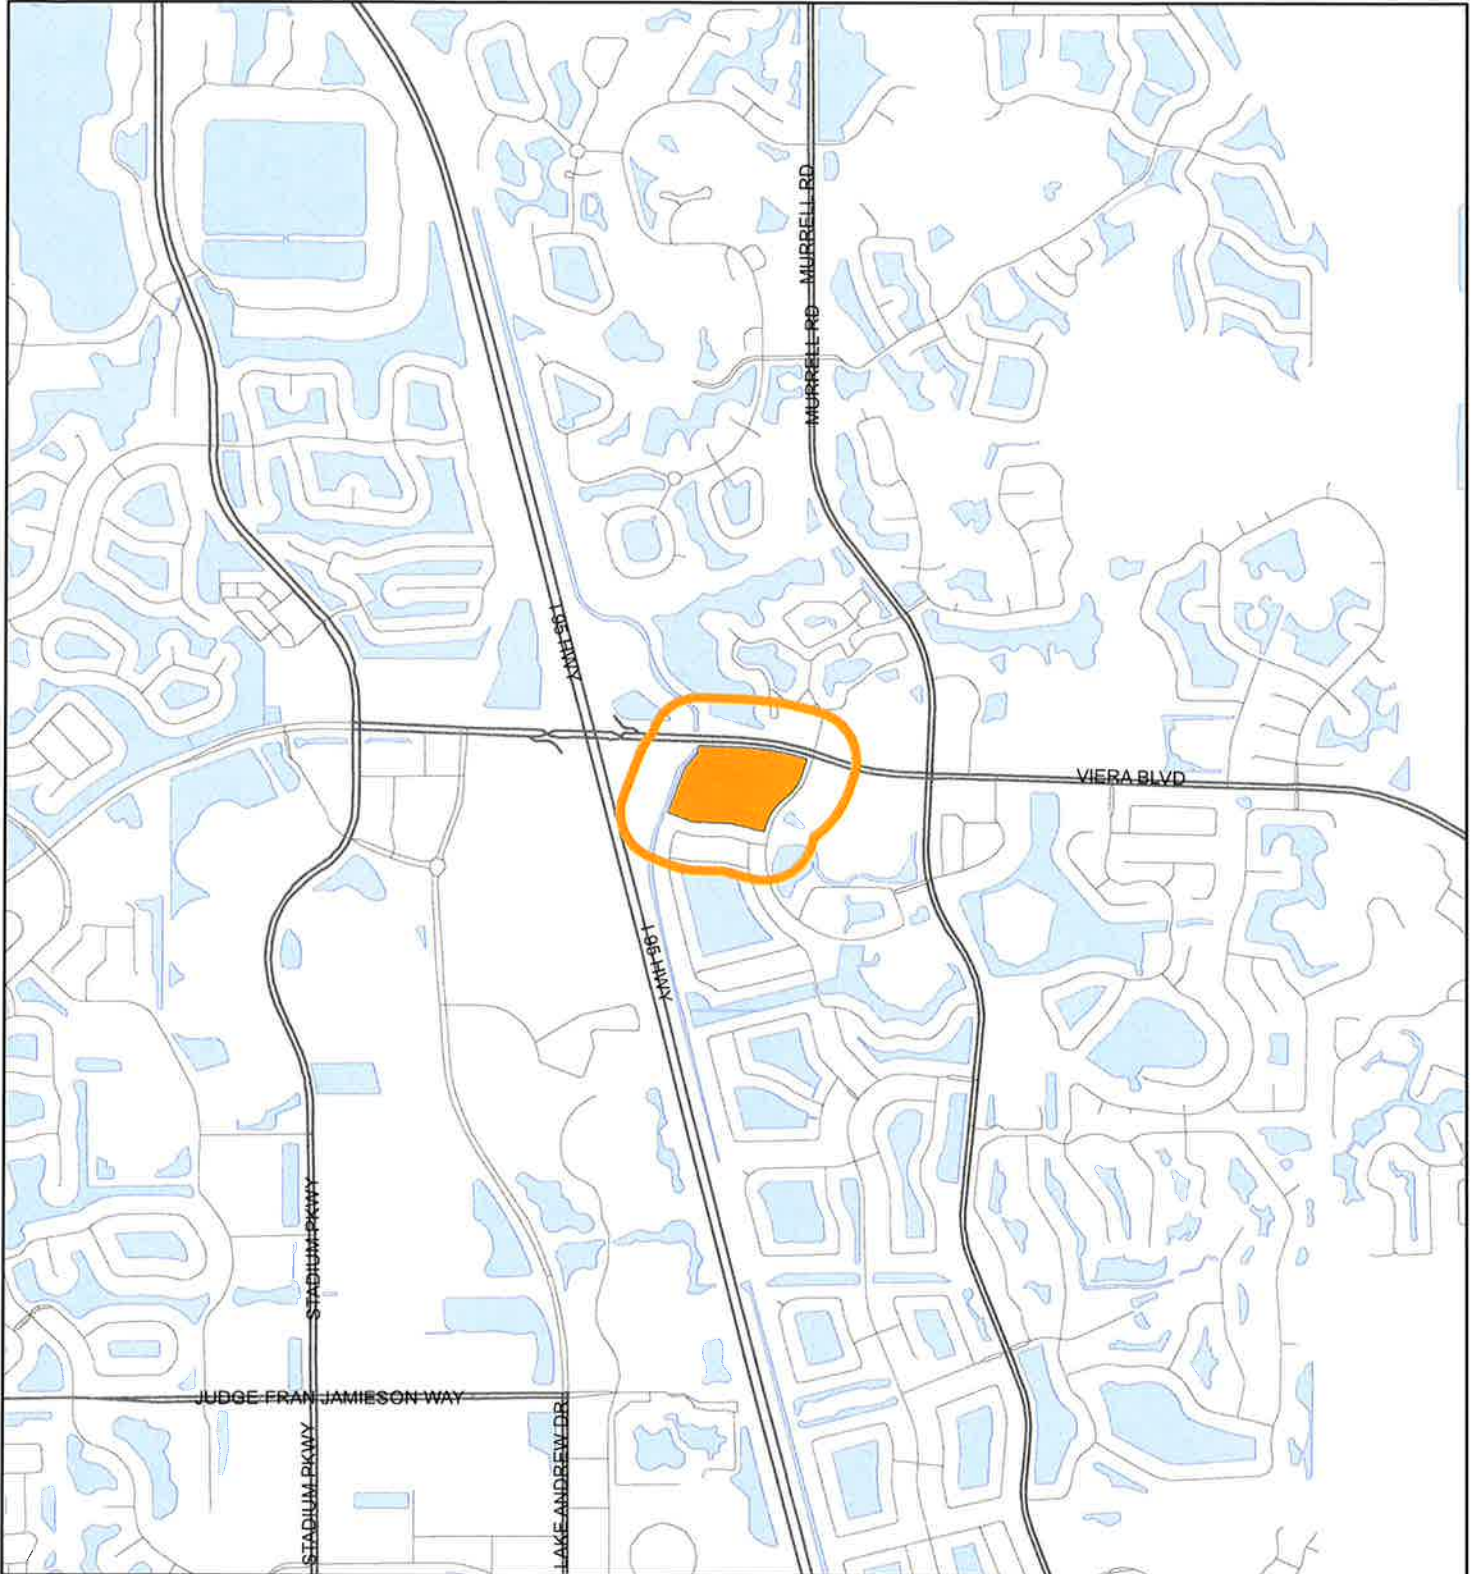 MURRELL RD
MURRELL RD
I 95 HWY
VIERA BLVD
I 95 HWY
STADIUM PKWY
JUDGE FRAN JAMIESON WAY
STADIUM PKWY
LAKE ANDREW DR